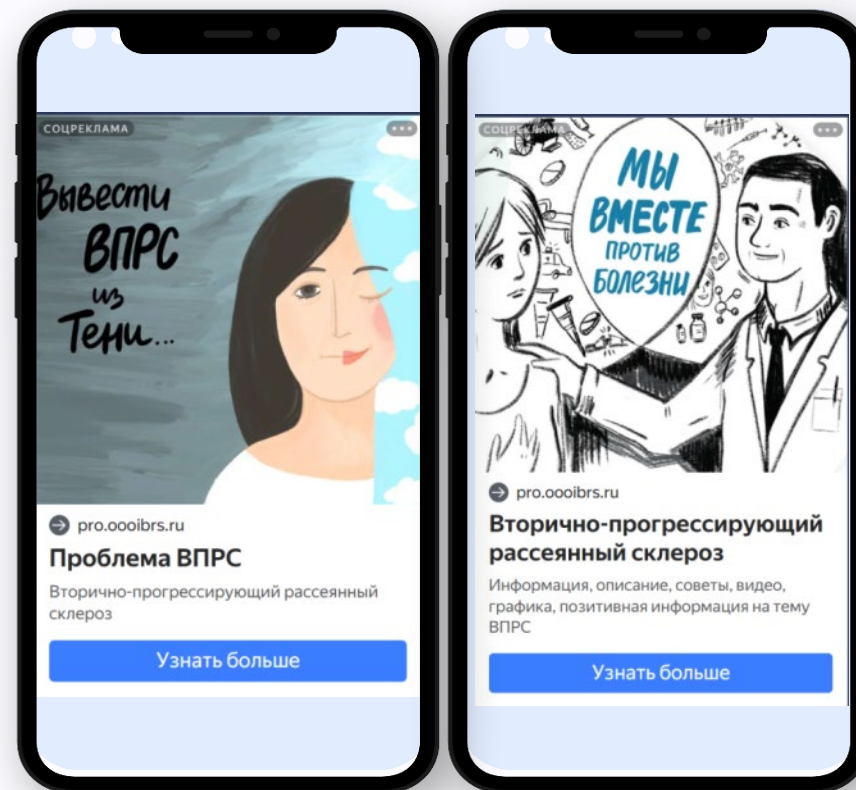 СОЦРЕКЛАМА
Вывести
ВПРС
из
Тени...
pro.oooibrs.ru
Проблема ВПРС
Вторично-прогрессирующий рассеянный
склероз
Узнать больше
СОЦРЕКЛАМА
МЫ
ВМЕСТЕ
ПРОТИВ
БОЛЕЗНИ
pro.oooibrs.ru
Вторично-прогрессирующий
рассеянный склероз
Информация, описание, советы, видео,
графика, позитивная информация на тему
ВПРС
Узнать больше